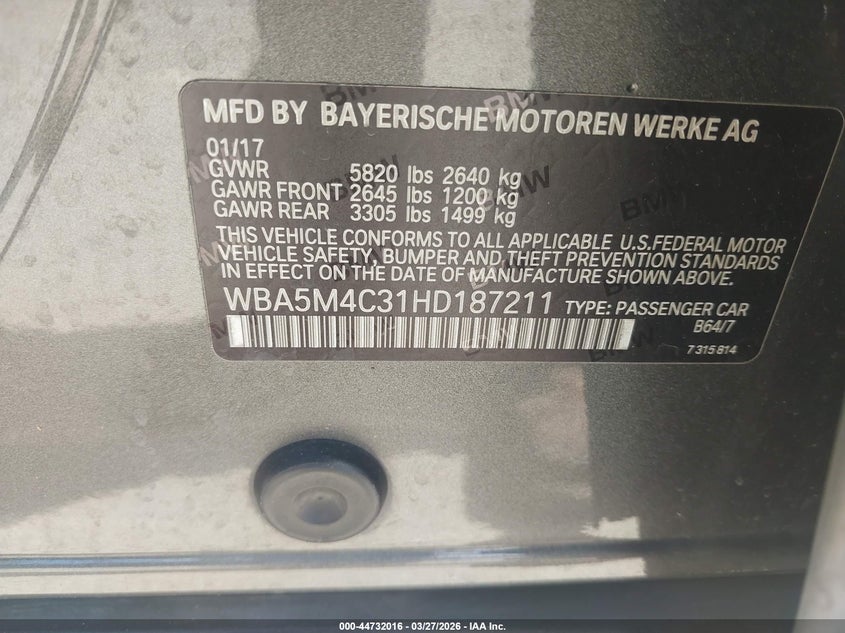 MFD BY BAYERISCHE MOTOREN WERKE AG
01/17
GVWR 5820 lbs 2640 kg
GAWR FRONT 2645 lbs 1200 kg
GAWR REAR 3305 lbs 1499 kg
THIS VEHICLE CONFORMS TO ALL APPLICABLE U.S.FEDERAL MOTOR
VEHICLE SAFETY, BUMPER AND THEFT PREVENTION STANDARDS
IN EFFECT ON THE DATE OF MANUFACTURE SHOWN ABOVE.
WBA5M4C31HD187211 TYPE: PASSENGER CAR
B64/7
7315814
000-44732016 | 03/27/2026 | IAA Inc.